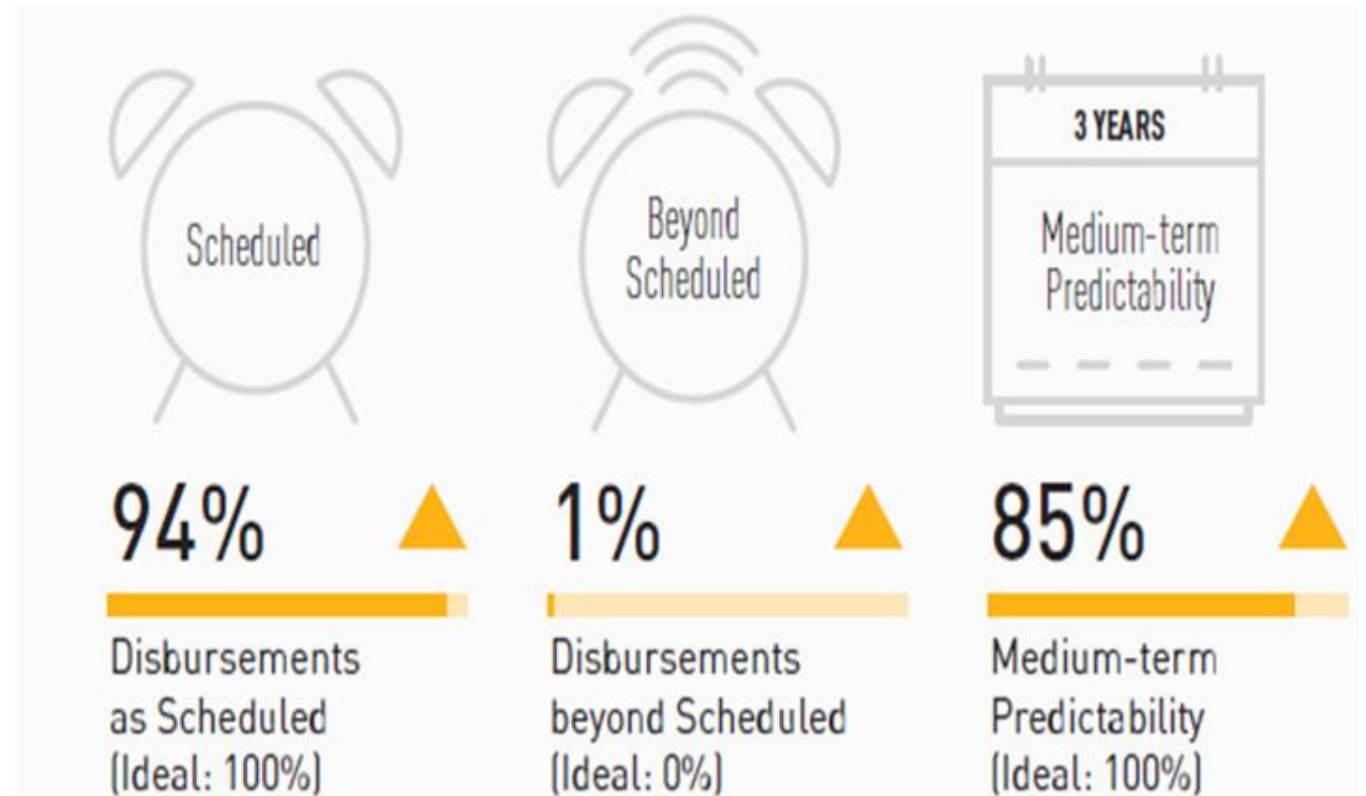 Scheduled
Beyond
Scheduled
3 YEARS
Medium-term
Predictability
94%
1%
85%
Disbursements
as Scheduled
(Ideal: 100%)
Disbursements
beyond Scheduled
(Ideal: 0%)
Medium-term
Predictability
(Ideal: 100%)